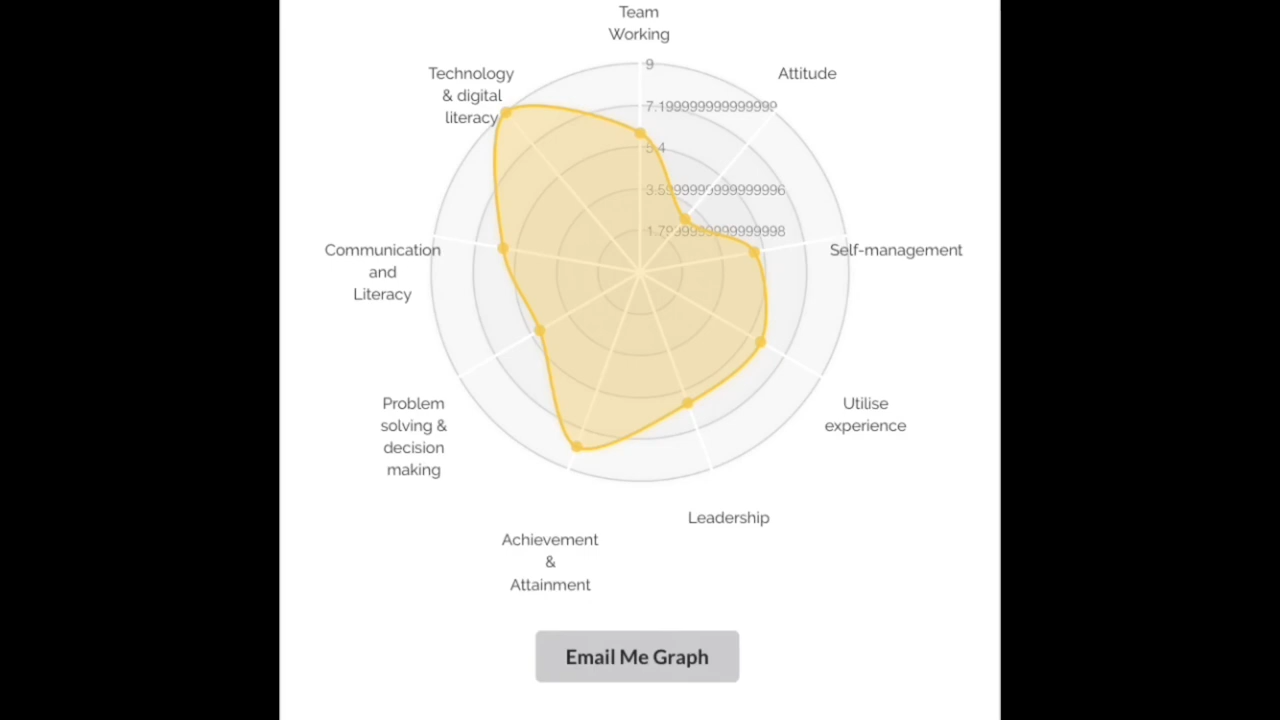 Team
Working
9
Technology
& digital
literacy
Attitude
7.199999999999999
5.4
3.5999999999999996
1.7999999999999998
Communication
and
Literacy
Self-management
Problem
solving &
decision
making
Utilise
experience
Leadership
Achievement
&
Attainment
Email Me Graph